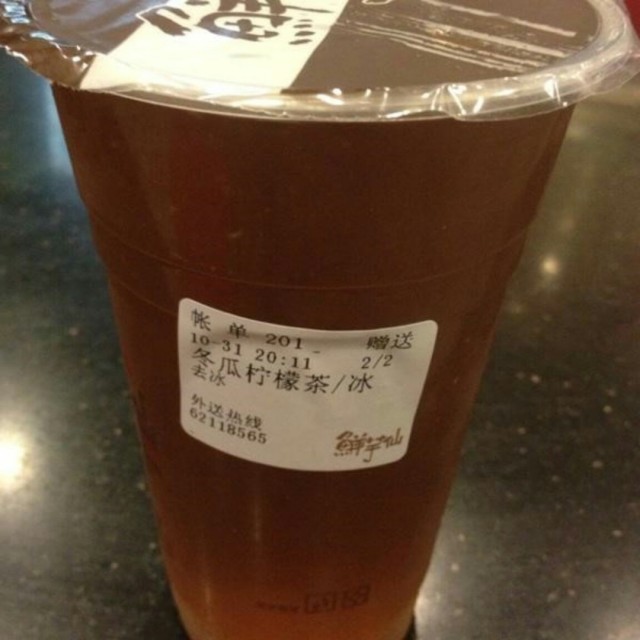 帐 单 201- 赠送
10-31 20:11 2/2
冬瓜柠檬茶/冰
去冰
外送热线
62118565
鲜芋仙